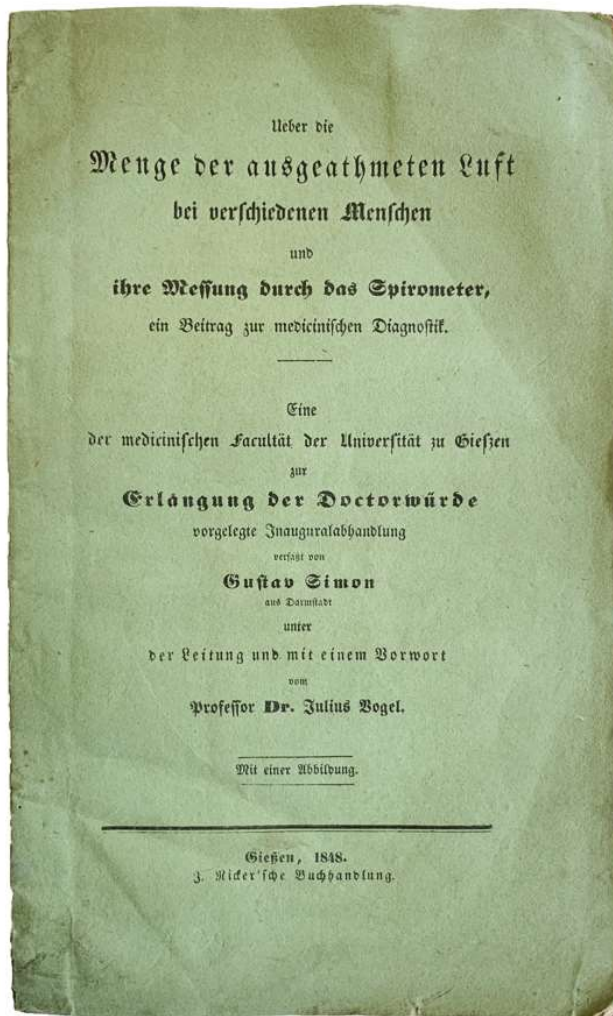 Ueber die
Menge der ausgeathmeten Luft
bei verschiedenen Menschen
und
ihre Messung durch das Spirometer,
ein Beitrag zur medicinischen Diagnostik.
Eine
der medicinischen Facultät der Universität zu Gieszen
zur
Erlangung der Doctorwürde
vorgelegte Inauguralabhandlung
verfaßt von
Gustav Simon
aus Darmstadt
unter
der Leitung und mit einem Vorwort
vom
Professor Dr. Julius Vogel.
Mit einer Abbildung.
Gießen, 1848.
J. Ricker'sche Buchhandlung.